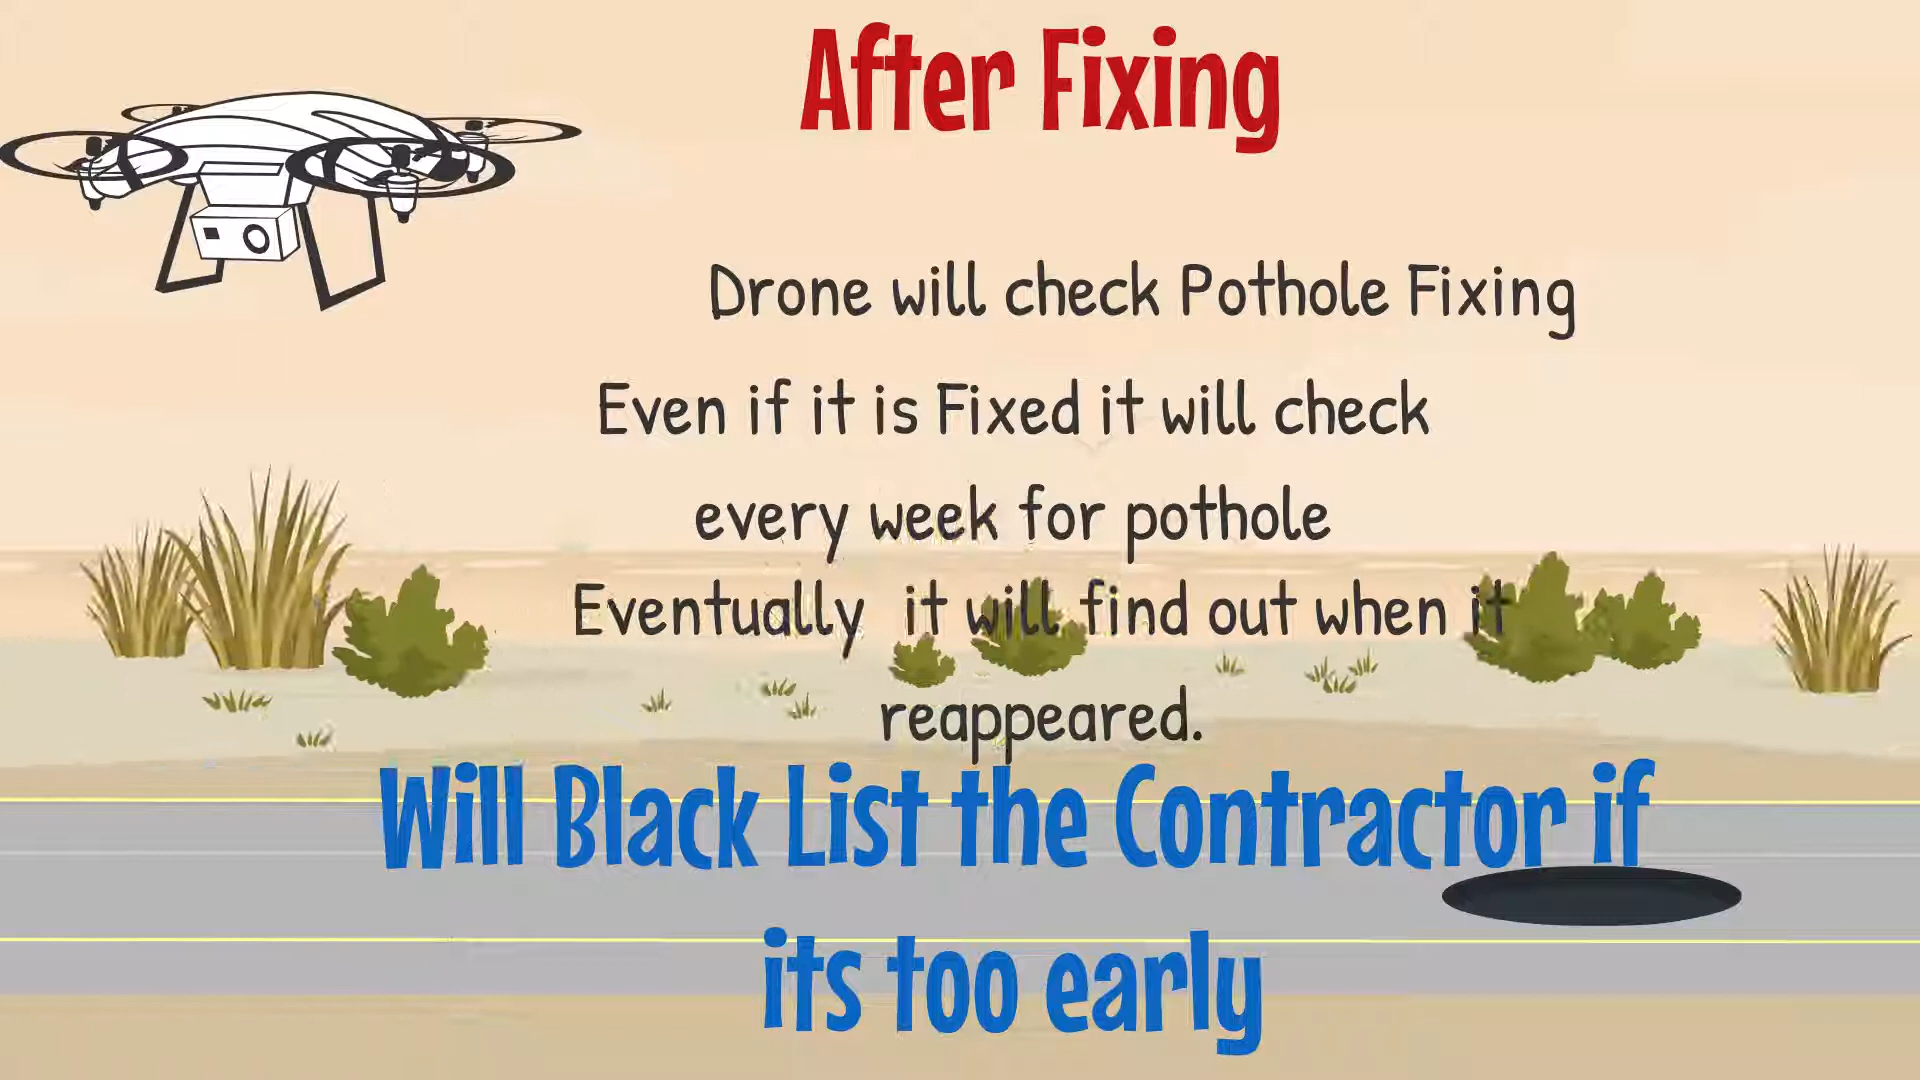 After Fixing
Drone will check Pothole Fixing
Even if it is Fixed it will check
every week for pothole
Eventually it will find out when it
reappeared.
Will Black List the Contractor if
its too early